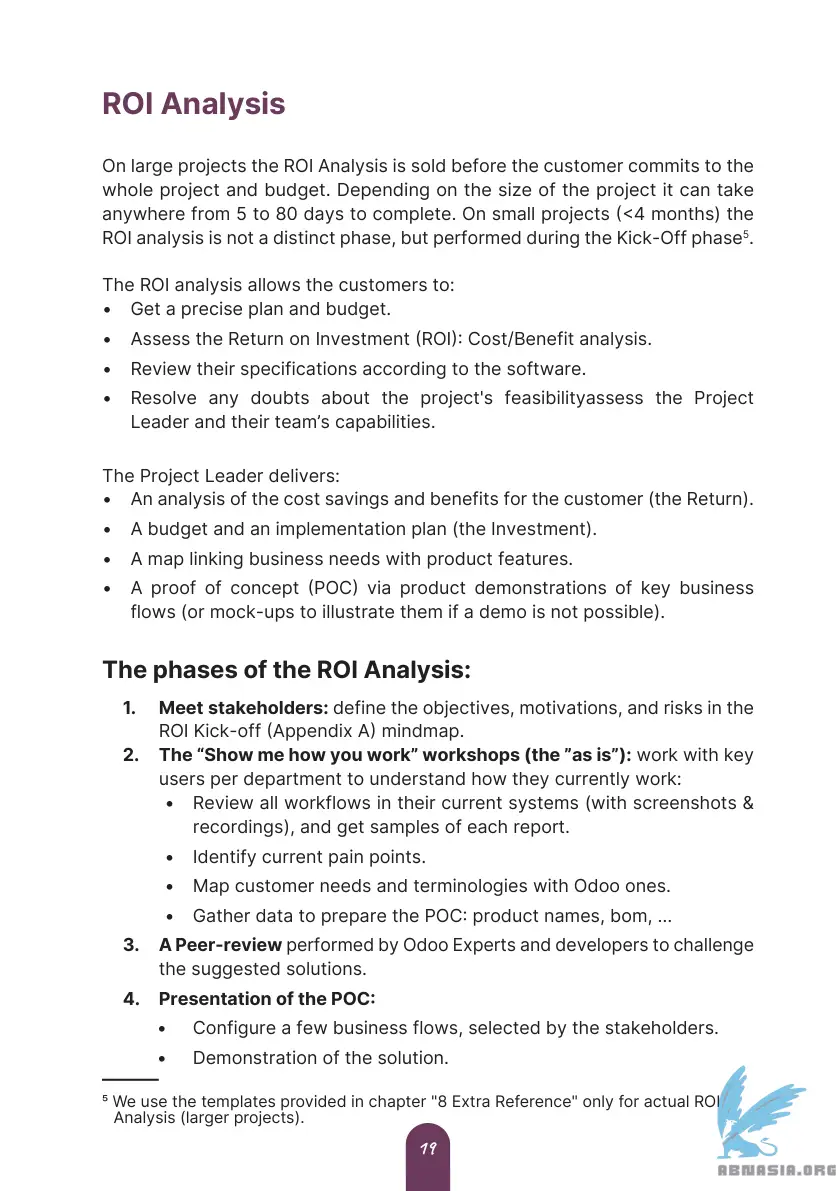 ROI Analysis
On large projects the ROI Analysis is sold before the customer commits to the
whole project and budget. Depending on the size of the project it can take
anywhere from 5 to 80 days to complete. On small projects (<4 months) the
ROI analysis is not a distinct phase, but performed during the Kick-Off phase⁵.
The ROI analysis allows the customers to:
• Get a precise plan and budget.
• Assess the Return on Investment (ROI): Cost/Benefit analysis.
• Review their specifications according to the software.
• Resolve any doubts about the project's feasibilityassess the Project
Leader and their team’s capabilities.
The Project Leader delivers:
• An analysis of the cost savings and benefits for the customer (the Return).
• A budget and an implementation plan (the Investment).
• A map linking business needs with product features.
• A proof of concept (POC) via product demonstrations of key business
flows (or mock-ups to illustrate them if a demo is not possible).
The phases of the ROI Analysis:
1. Meet stakeholders: define the objectives, motivations, and risks in the
ROI Kick-off (Appendix A) mindmap.
2. The “Show me how you work” workshops (the ”as is”): work with key
users per department to understand how they currently work:
• Review all workflows in their current systems (with screenshots &
recordings), and get samples of each report.
• Identify current pain points.
• Map customer needs and terminologies with Odoo ones.
• Gather data to prepare the POC: product names, bom, ...
3. A Peer-review performed by Odoo Experts and developers to challenge
the suggested solutions.
4. Presentation of the POC:
• Configure a few business flows, selected by the stakeholders.
• Demonstration of the solution.
⁵ We use the templates provided in chapter "8 Extra Reference" only for actual ROI
Analysis (larger projects).
19
ABNASIA.ORG